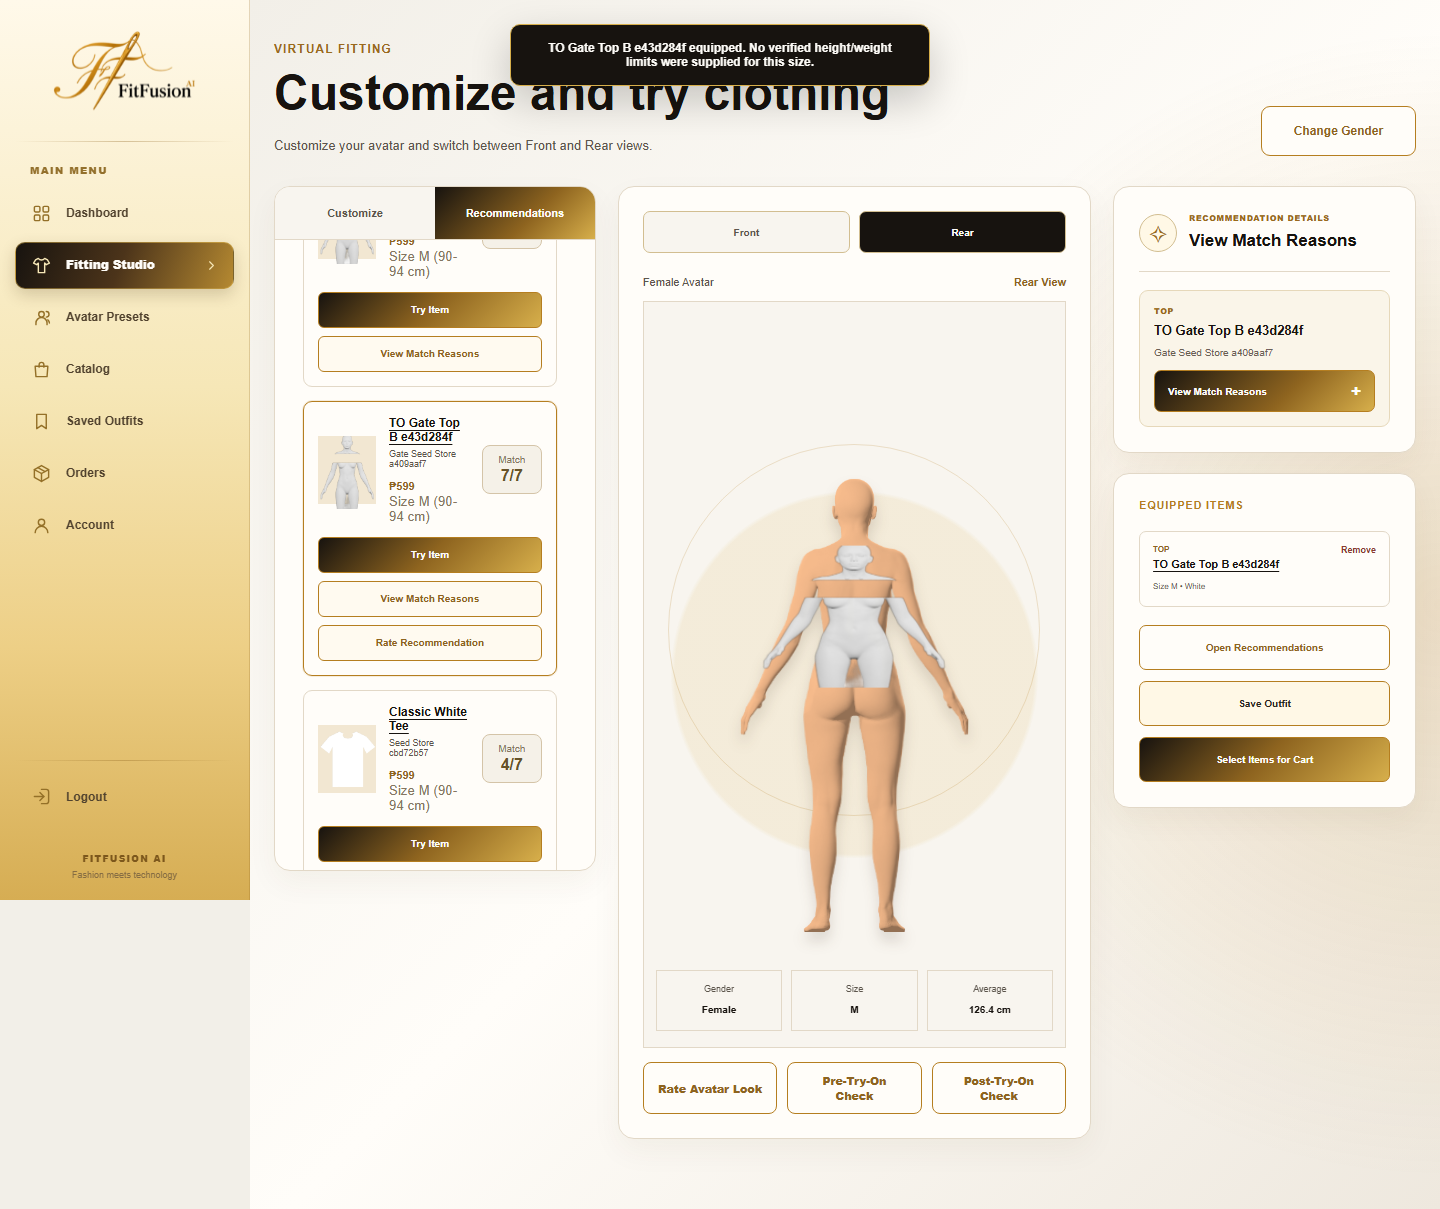 FitFusion AI
MAIN MENU
Dashboard
Fitting Studio
Avatar Presets
Catalog
Saved Outfits
Orders
Account
Logout
FITFUSION AI
Fashion meets technology
VIRTUAL FITTING
TO Gate Top B e43d284f equipped. No verified height/weight
limits were supplied for this size.
Customize and try clothing
Customize your avatar and switch between Front and Rear views.
Change Gender
Customize
Recommendations
₱599
Size M (90-
94 cm)
Try Item
View Match Reasons
TO Gate Top
B e43d284f
Gate Seed Store
a409aaf7
Match
7/7
₱599
Size M (90-
94 cm)
Try Item
View Match Reasons
Rate Recommendation
Classic White
Tee
Seed Store
cbd72b57
Match
4/7
₱599
Size M (90-
94 cm)
Try Item
Front
Rear
Female Avatar
Rear View
Gender
Female
Size
M
Average
126.4 cm
Rate Avatar Look
Pre-Try-On
Check
Post-Try-On
Check
RECOMMENDATION DETAILS
View Match Reasons
TOP
TO Gate Top B e43d284f
Gate Seed Store a409aaf7
View Match Reasons +
EQUIPPED ITEMS
TOP
Remove
TO Gate Top B e43d284f
Size M • White
Open Recommendations
Save Outfit
Select Items for Cart